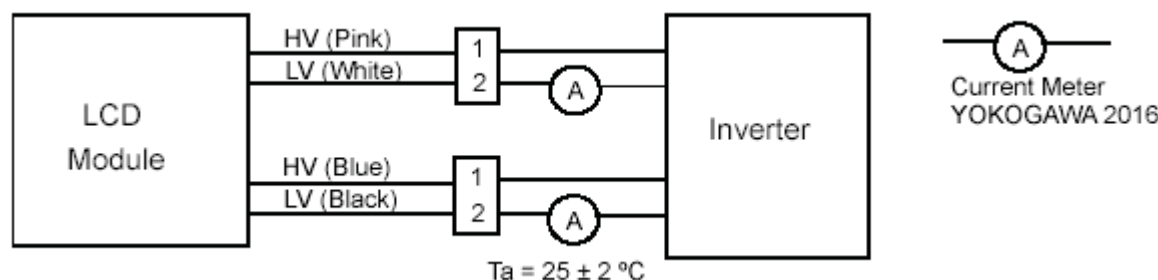 HV (Pink)
LV (White)
1
2
A
LCD
Module
Inverter
HV (Blue)
LV (Black)
1
2
A
Ta = 25 ± 2 ºC
A
Current Meter
YOKOGAWA 2016